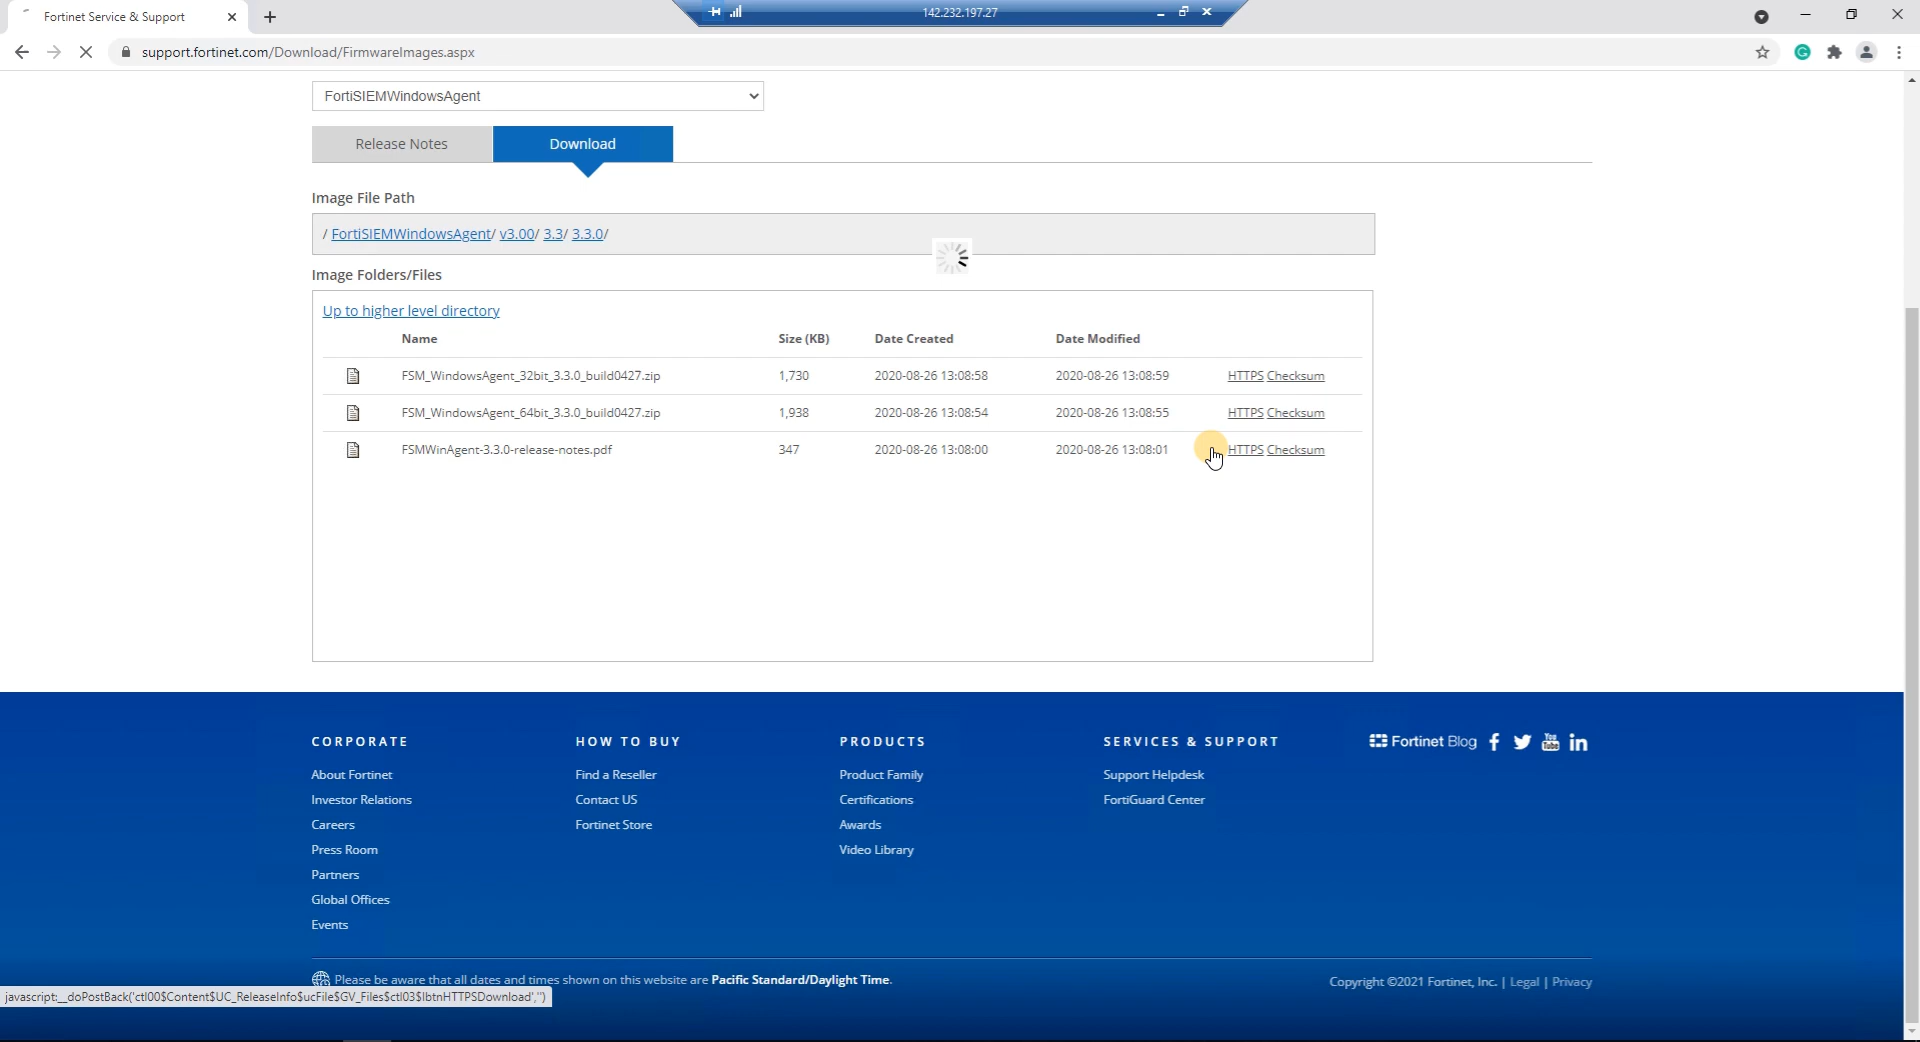 Fortinet Service & Support
142.232.197.27
support.fortinet.com/Download/FirmwareImages.aspx
FortiSIEMWindowsAgent
Release Notes
Download
Image File Path
/ FortiSIEMWindowsAgent/ v3.00/ 3.3/ 3.3.0/
Image Folders/Files
Up to higher level directory
Name Size (KB) Date Created Date Modified
FSM_WindowsAgent_32bit_3.3.0_build0427.zip 1,730 2020-08-26 13:08:58 2020-08-26 13:08:59 HTTPS Checksum
FSM_WindowsAgent_64bit_3.3.0_build0427.zip 1,938 2020-08-26 13:08:54 2020-08-26 13:08:55 HTTPS Checksum
FSMWinAgent-3.3.0-release-notes.pdf 347 2020-08-26 13:08:00 2020-08-26 13:08:01 HTTPS Checksum
CORPORATE
About Fortinet
Investor Relations
Careers
Press Room
Partners
Global Offices
Events
HOW TO BUY
Find a Reseller
Contact US
Fortinet Store
PRODUCTS
Product Family
Certifications
Awards
Video Library
SERVICES & SUPPORT
Support Helpdesk
FortiGuard Center
Fortinet Blog
You Tube
in
Please be aware that all dates and times shown on this website are Pacific Standard/Daylight Time.
Copyright ©2021 Fortinet, Inc. | Legal | Privacy
javascript:__doPostBack('ctl00$Content$UC_ReleaseInfo$ucFile$GV_Files$ctl03$lbtnHTTPSDownload','')